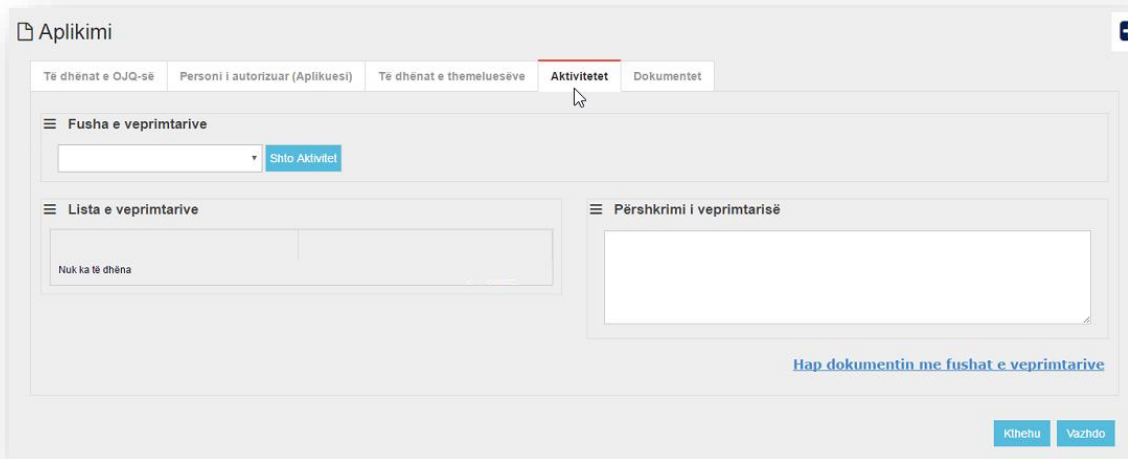 Aplikimi
Të dhënat e OJQ-së
Personi i autorizuar (Aplikuesi)
Të dhënat e themeluesëve
Aktivitetet
Dokumentet
Fusha e veprimtarive
Shto Aktivitet
Lista e veprimtarive
Nuk ka të dhëna
Përshkrimi i veprimtarisë
Hap dokumentin me fushat e veprimtarive
Kthehu
Vazhdo